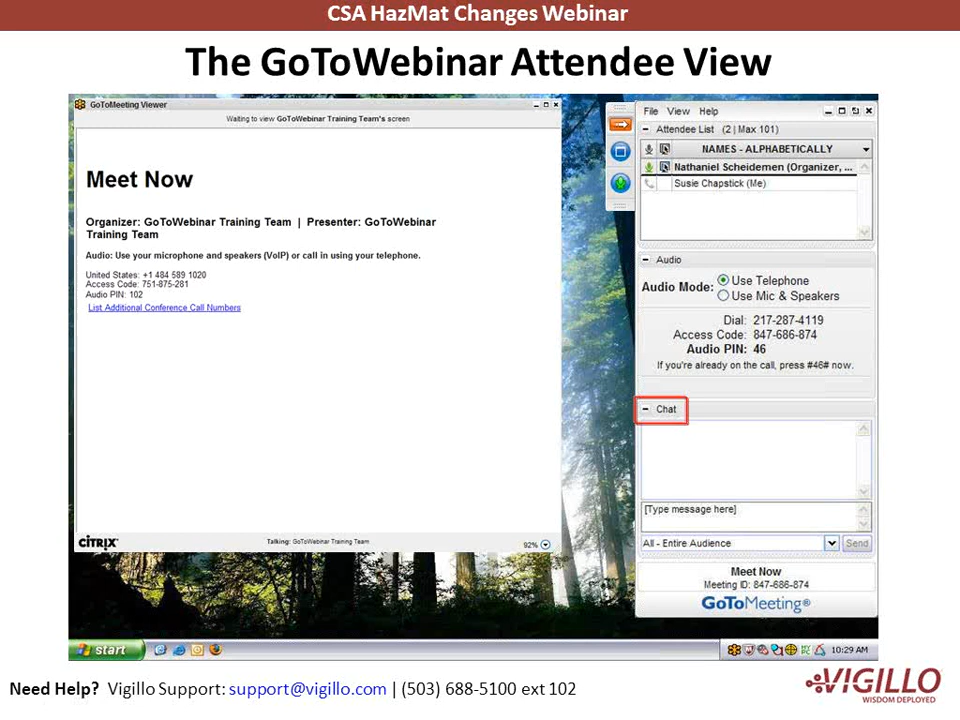 CSA HazMat Changes Webinar
The GoToWebinar Attendee View
GoToMeeting Viewer
Waiting to view GoToWebinar Training Team's screen
Meet Now
Organizer: GoToWebinar Training Team | Presenter: GoToWebinar
Training Team
Audio: Use your microphone and speakers (VoIP) or call in using your telephone.
United States: +1 484 589 1020
Access Code: 751-875-281
Audio PIN: 102
List Additional Conference Call Numbers
CITRIX
Talking: GoToWebinar Training Team
92%
File View Help
Attendee List (2 | Max 101)
NAMES - ALPHABETICALLY
Nathaniel Scheidemen (Organizer, ...
Susie Chapstick (Me)
Audio
Audio Mode: Use Telephone
Use Mic & Speakers
Dial: 217-287-4119
Access Code: 847-686-874
Audio PIN: 46
If you're already on the call, press #46# now.
Chat
[Type message here]
All - Entire Audience
Send
Meet Now
Meeting ID: 847-686-874
GoToMeeting®
start
10:29 AM
Need Help? Vigillo Support: support@vigillo.com | (503) 688-5100 ext 102
VIGILLO
WISDOM DEPLOYED